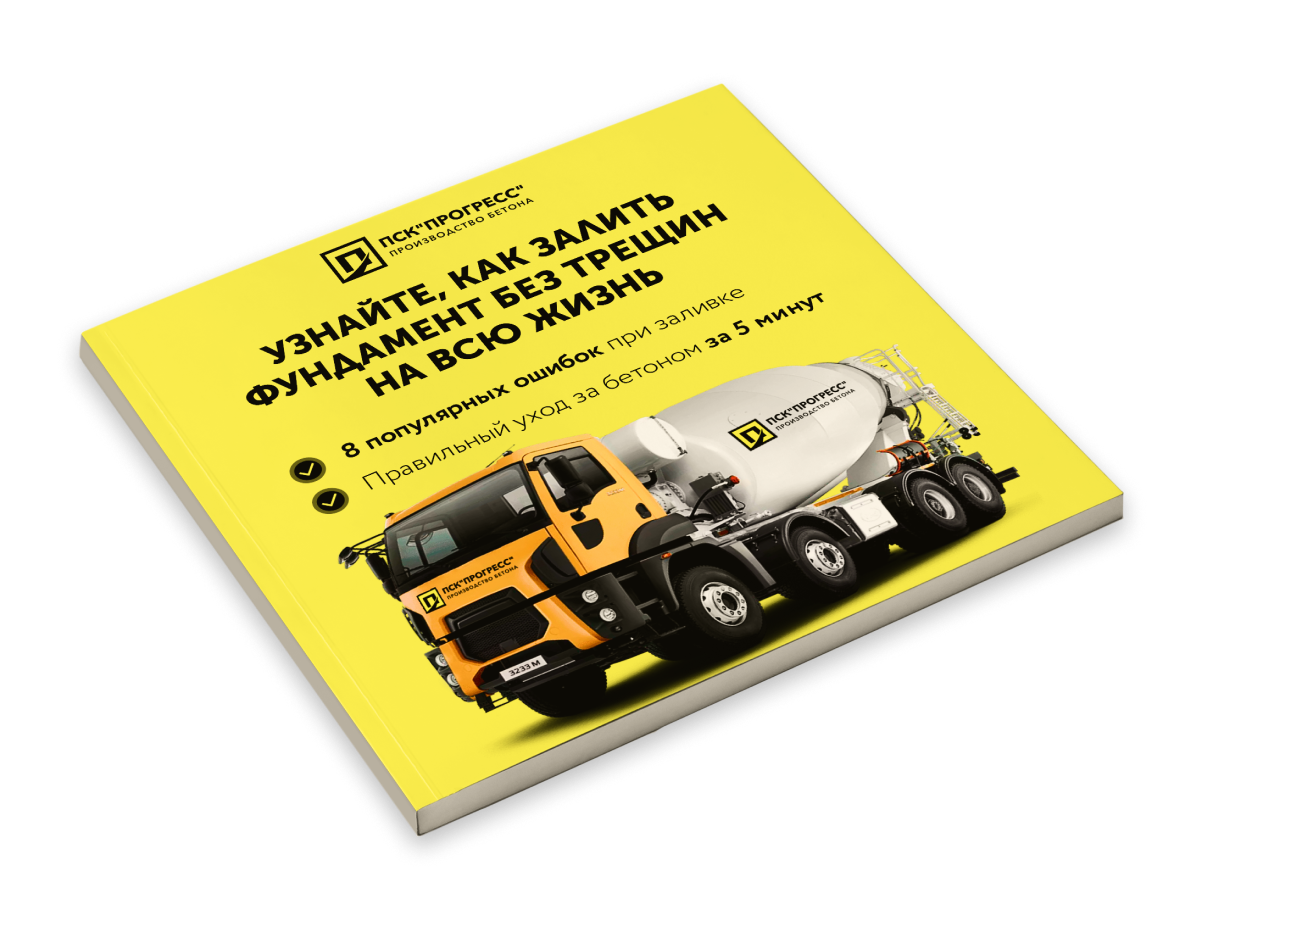 ПСК"ПРОГРЕСС"
ПРОИЗВОДСТВО БЕТОНА
УЗНАЙТЕ, КАК ЗАЛИТЬ
ФУНДАМЕНТ БЕЗ ТРЕЩИН
НА ВСЮ ЖИЗНЬ
8 популярных ошибок при заливке
Правильный уход за бетоном за 5 минут
ПСК"ПРОГРЕСС"
ПРОИЗВОДСТВО БЕТОНА
ПСК"ПРОГРЕСС"
ПРОИЗВОДСТВО БЕТОНА
3233 M